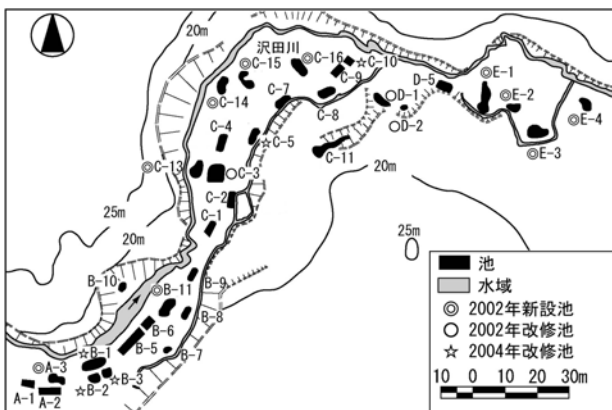 20m
沢田川
C-16
C-15
C-10
C-9
C-14
C-7
C-8
C-4
C-5
C-13
C-3
C-2
C-1
C-11
D-1
D-2
D-5
E-1
E-2
E-3
E-4
20m
25m
20m
25m
B-10
B-11
B-9
B-8
B-6
B-5
B-7
B-1
B-2
B-3
A-3
A-1
A-2
池
水域
2002年新設池
2002年改修池
2004年改修池
10 0 10 20 30m